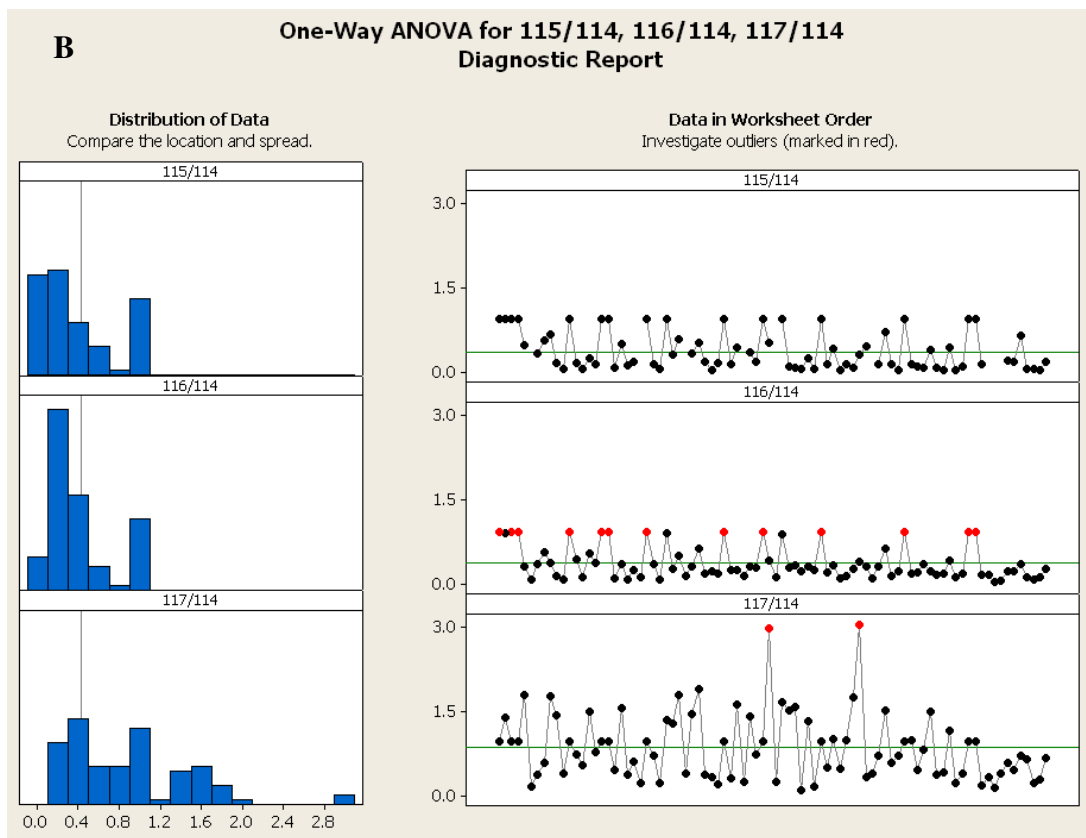 B
One-Way ANOVA for 115/114, 116/114, 117/114
Diagnostic Report
Distribution of Data
Compare the location and spread.
115/114
116/114
117/114
0.0 0.4 0.8 1.2 1.6 2.0 2.4 2.8
Data in Worksheet Order
Investigate outliers (marked in red).
115/114
3.0
1.5
0.0
116/114
3.0
1.5
0.0
117/114
3.0
1.5
0.0